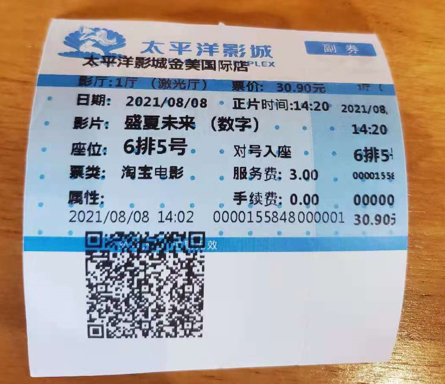 太平洋影城
副券
太平洋影城金美国际店
PLEX
影厅:1厅 (激光厅) 票价: 30.90元
日期: 2021/08/08 正片时间:14:20 2021/08
影片: 盛夏未来 (数字) 14:20
座位: 6排5号 对号入座 6排5
票类: 淘宝电影 服务费: 3.00 0000155
属性: 手续费: 0.00 00000
2021/08/08 14:02 0000155848000001 30.90
效